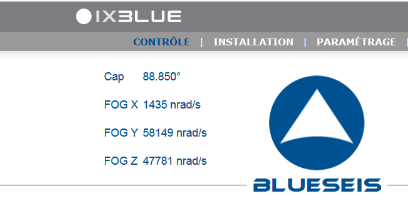 IXBLUE
CONTRÔLE | INSTALLATION | PARAMÉTRAGE |
Cap 88.850°
FOG X 1435 nrad/s
FOG Y 58149 nrad/s
FOG Z 47781 nrad/s
BLUESEIS